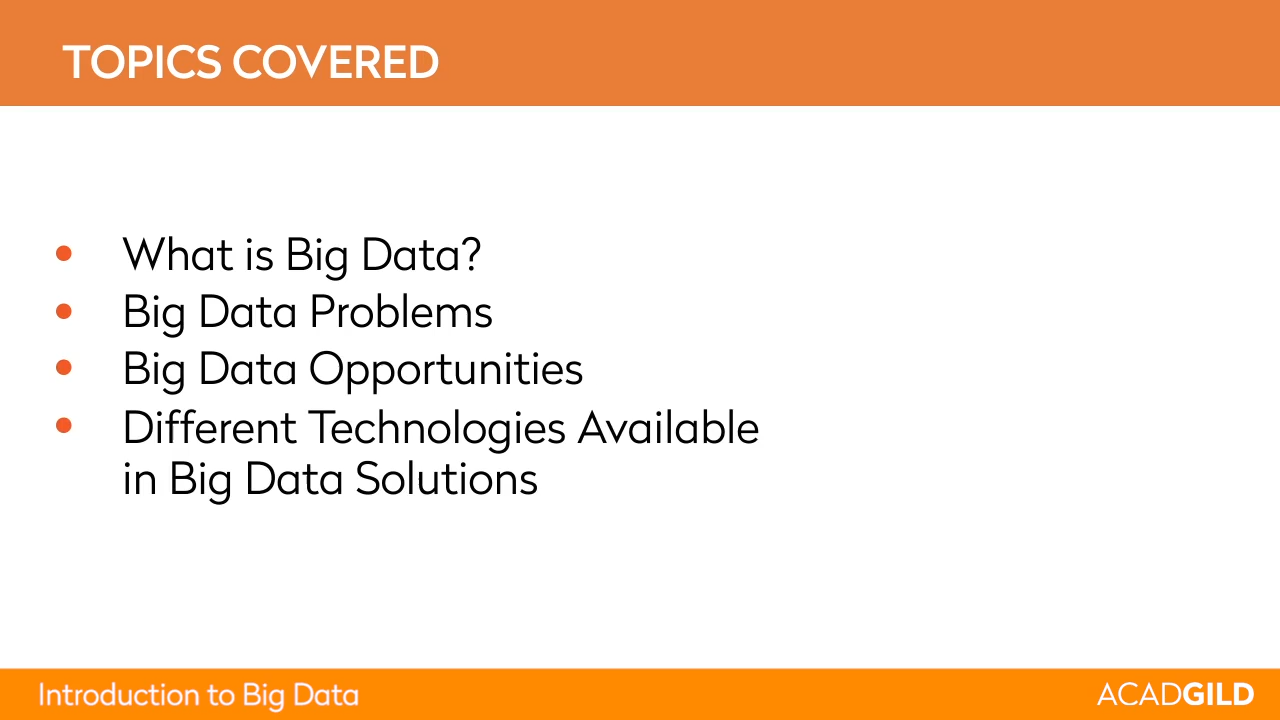 TOPICS COVERED
• What is Big Data?
• Big Data Problems
• Big Data Opportunities
• Different Technologies Available
in Big Data Solutions
Introduction to Big Data
ACADGILD